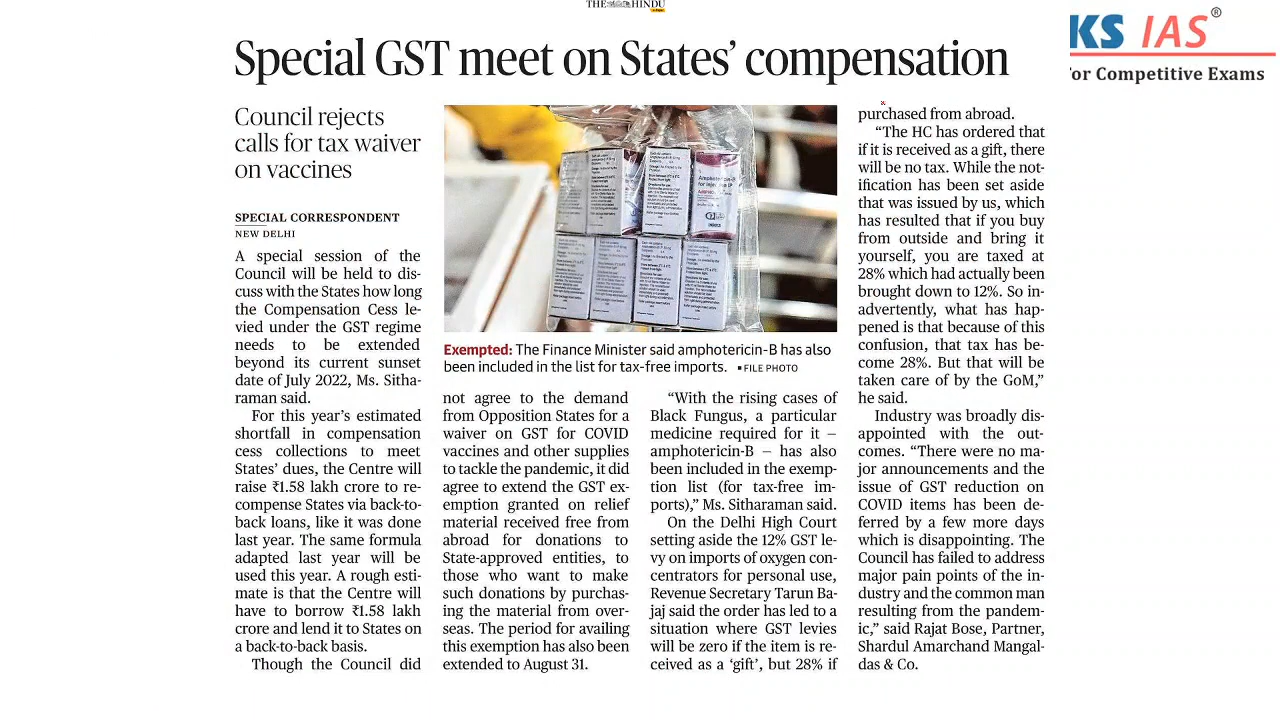 THE HINDU
KS IAS®
or Competitive Exams
Special GST meet on States’ compensation
Council rejects
calls for tax waiver
on vaccines
SPECIAL CORRESPONDENT
NEW DELHI
A special session of the
Council will be held to dis-
cuss with the States how long
the Compensation Cess le-
vied under the GST regime
needs to be extended
beyond its current sunset
date of July 2022, Ms. Sitha-
raman said.
For this year’s estimated
shortfall in compensation
cess collections to meet
States’ dues, the Centre will
raise ₹1.58 lakh crore to re-
compense States via back-to-
back loans, like it was done
last year. The same formula
adapted last year will be
used this year. A rough esti-
mate is that the Centre will
have to borrow ₹1.58 lakh
crore and lend it to States on
a back-to-back basis.
Though the Council did
Exempted: The Finance Minister said amphotericin-B has also
been included in the list for tax-free imports. ▪ FILE PHOTO
not agree to the demand
from Opposition States for a
waiver on GST for COVID
vaccines and other supplies
to tackle the pandemic, it did
agree to extend the GST ex-
emption granted on relief
material received free from
abroad for donations to
State-approved entities, to
those who want to make
such donations by purchas-
ing the material from over-
seas. The period for availing
this exemption has also been
extended to August 31.
“With the rising cases of
Black Fungus, a particular
medicine required for it –
amphotericin-B – has also
been included in the exemp-
tion list (for tax-free im-
ports),” Ms. Sitharaman said.
On the Delhi High Court
setting aside the 12% GST le-
vy on imports of oxygen con-
centrators for personal use,
Revenue Secretary Tarun Ba-
jaj said the order has led to a
situation where GST levies
will be zero if the item is re-
ceived as a ‘gift’, but 28% if
purchased from abroad.
“The HC has ordered that
if it is received as a gift, there
will be no tax. While the not-
ification has been set aside
that was issued by us, which
has resulted that if you buy
from outside and bring it
yourself, you are taxed at
28% which had actually been
brought down to 12%. So in-
advertently, what has hap-
pened is that because of this
confusion, that tax has be-
come 28%. But that will be
taken care of by the GoM,”
he said.
Industry was broadly dis-
appointed with the out-
comes. “There were no ma-
jor announcements and the
issue of GST reduction on
COVID items has been de-
ferred by a few more days
which is disappointing. The
Council has failed to address
major pain points of the in-
dustry and the common man
resulting from the pandem-
ic,” said Rajat Bose, Partner,
Shardul Amarchand Mangal-
das & Co.